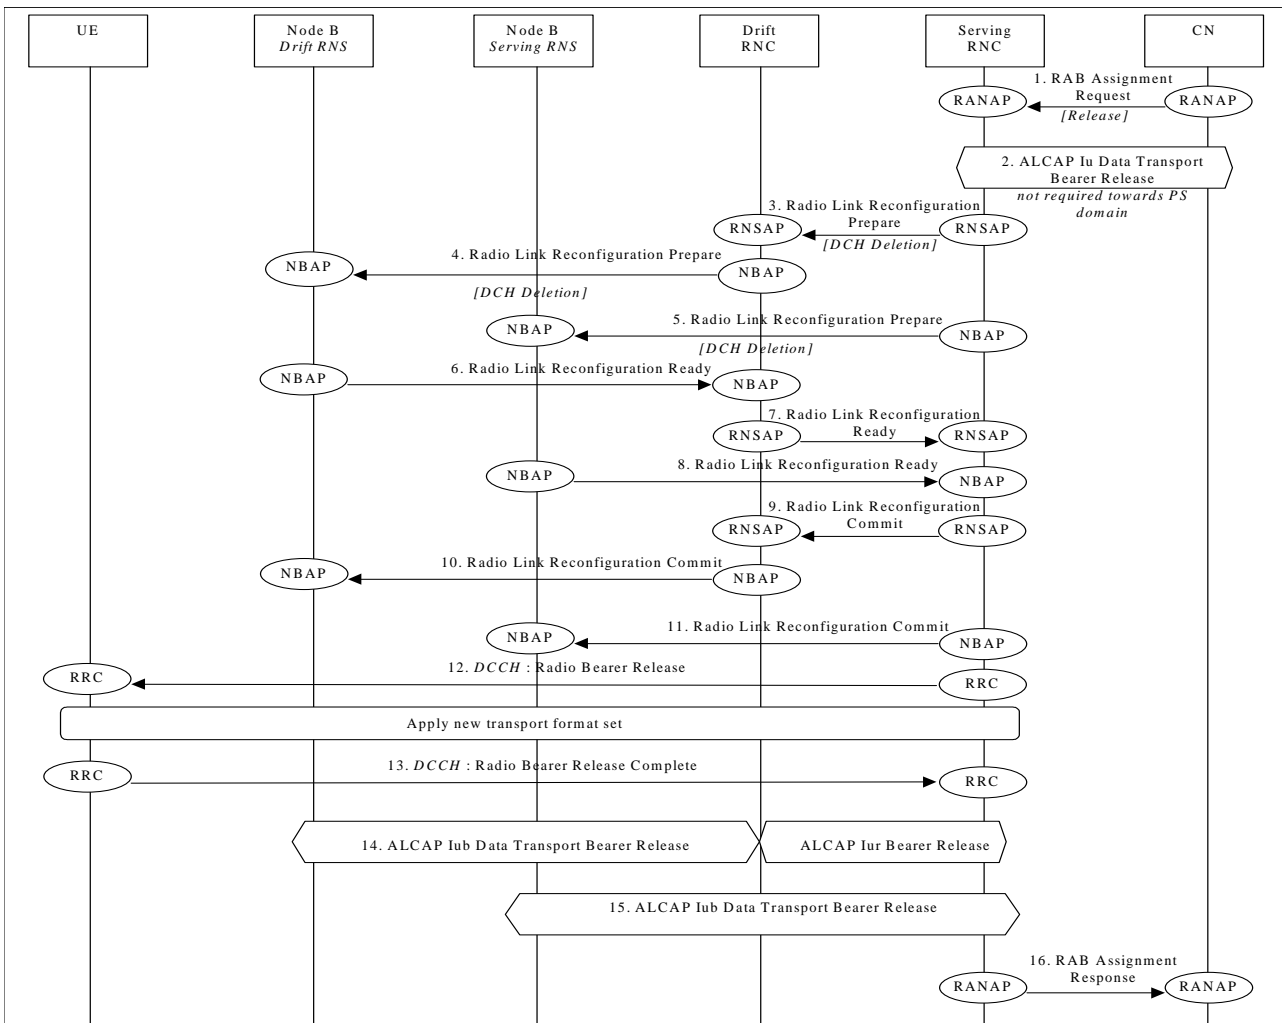 UE
Node B
Drift RNS
Node B
Serving RNS
Drift
RNC
Serving
RNC
CN
1. RAB Assignment
Request
[Release]
RANAP
RANAP
2. ALCAP Iu Data Transport
Bearer Release
not required towards PS
domain
3. Radio Link Reconfiguration
Prepare
[DCH Deletion]
RNSAP
RNSAP
4. Radio Link Reconfiguration Prepare
[DCH Deletion]
NBAP
NBAP
5. Radio Link Reconfiguration Prepare
[DCH Deletion]
NBAP
NBAP
6. Radio Link Reconfiguration Ready
NBAP
NBAP
7. Radio Link Reconfiguration
Ready
RNSAP
RNSAP
8. Radio Link Reconfiguration Ready
NBAP
NBAP
9. Radio Link Reconfiguration
Commit
RNSAP
RNSAP
10. Radio Link Reconfiguration Commit
NBAP
NBAP
11. Radio Link Reconfiguration Commit
NBAP
NBAP
12. DCCH : Radio Bearer Release
RRC
RRC
Apply new transport format set
13. DCCH : Radio Bearer Release Complete
RRC
RRC
14. ALCAP Iub Data Transport Bearer Release
ALCAP Iur Bearer Release
15. ALCAP Iub Data Transport Bearer Release
16. RAB Assignment
Response
RANAP
RANAP